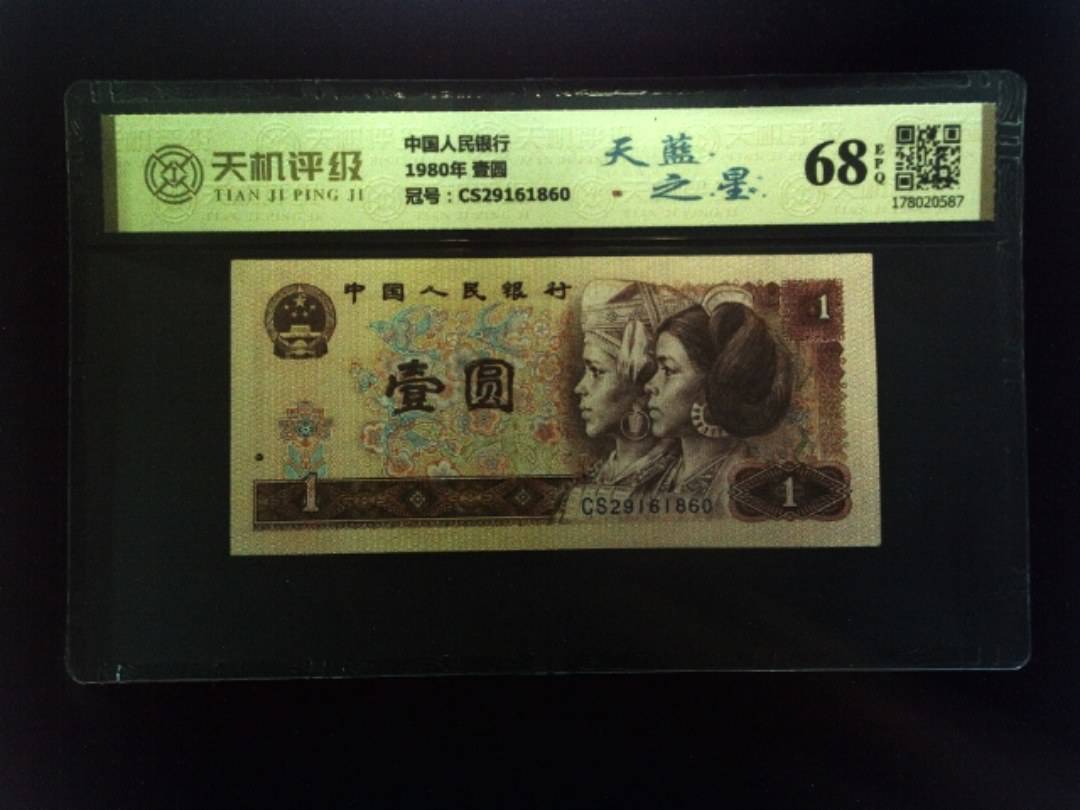 天机评级
TIAN JI PING JI
中国人民银行
1980年 壹圆
冠号：CS29161860
天藍
之星
68
EPQ
178020587
中国人民银行
1
壹圆
1
CS29161860
1